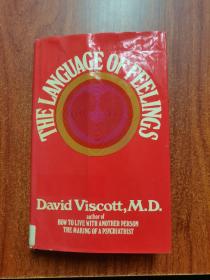 THE LANGUAGE OF FEELINGS
David Viscott, M.D.
author of
HOW TO LIVE WITH ANOTHER PERSON
THE MAKING OF A PSYCHIATRIST